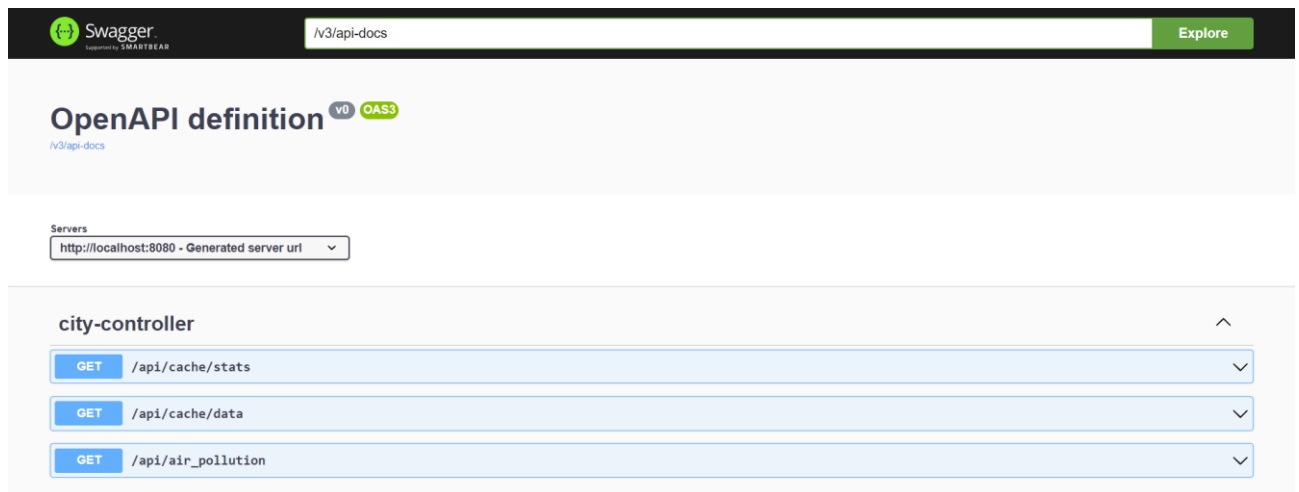 Swagger.
Supported by SMARTBEAR
/v3/api-docs
Explore
OpenAPI definition v0 OAS3
/v3/api-docs
Servers
http://localhost:8080 - Generated server url
city-controller
GET /api/cache/stats
GET /api/cache/data
GET /api/air_pollution